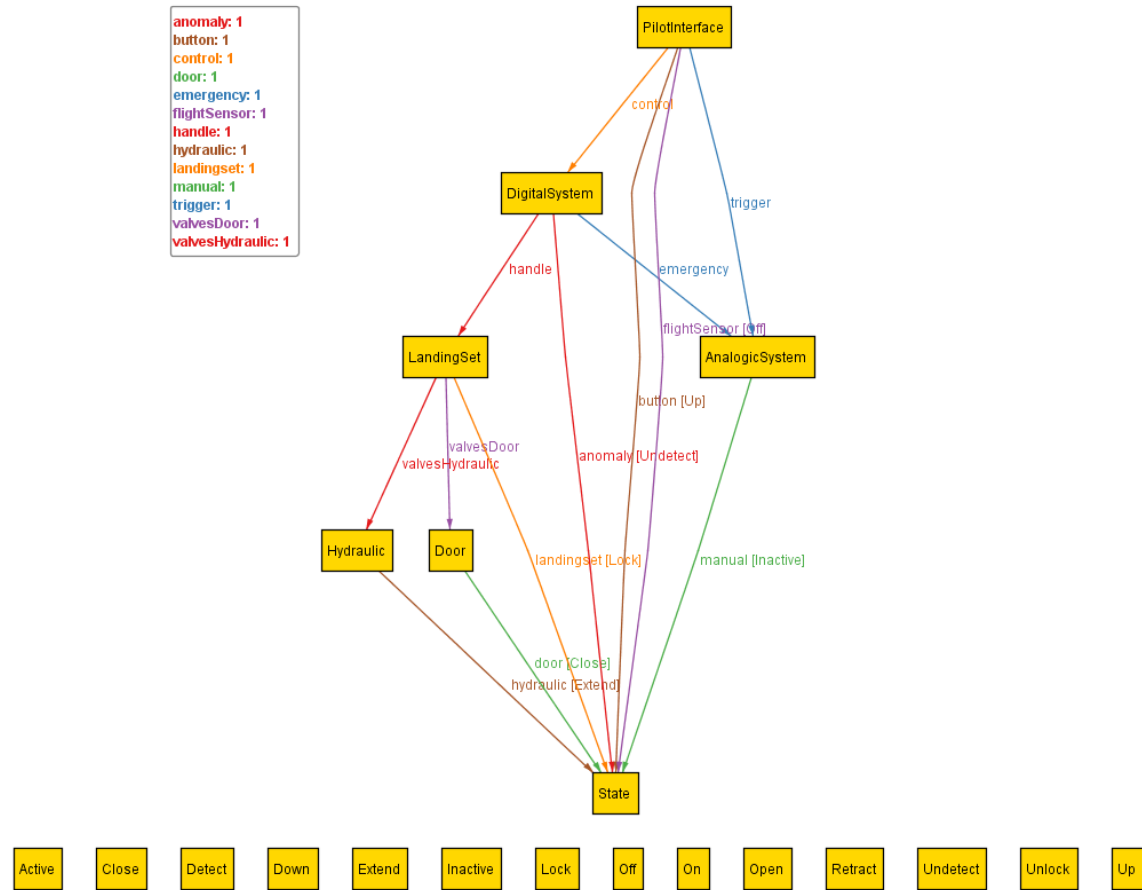 anomaly: 1
button: 1
control: 1
door: 1
emergency: 1
flightSensor: 1
handle: 1
hydraulic: 1
landingset: 1
manual: 1
trigger: 1
valvesDoor: 1
valvesHydraulic: 1
PilotInterface
control
DigitalSystem
trigger
handle
emergency
flightSensor [Off]
LandingSet
AnalogicSystem
button [Up]
valvesDoor
anomaly [Undetect]
valvesHydraulic
Hydraulic
Door
landingset [Lock]
manual [Inactive]
door [Close]
hydraulic [Extend]
State
Active
Close
Detect
Down
Extend
Inactive
Lock
Off
On
Open
Retract
Undetect
Unlock
Up